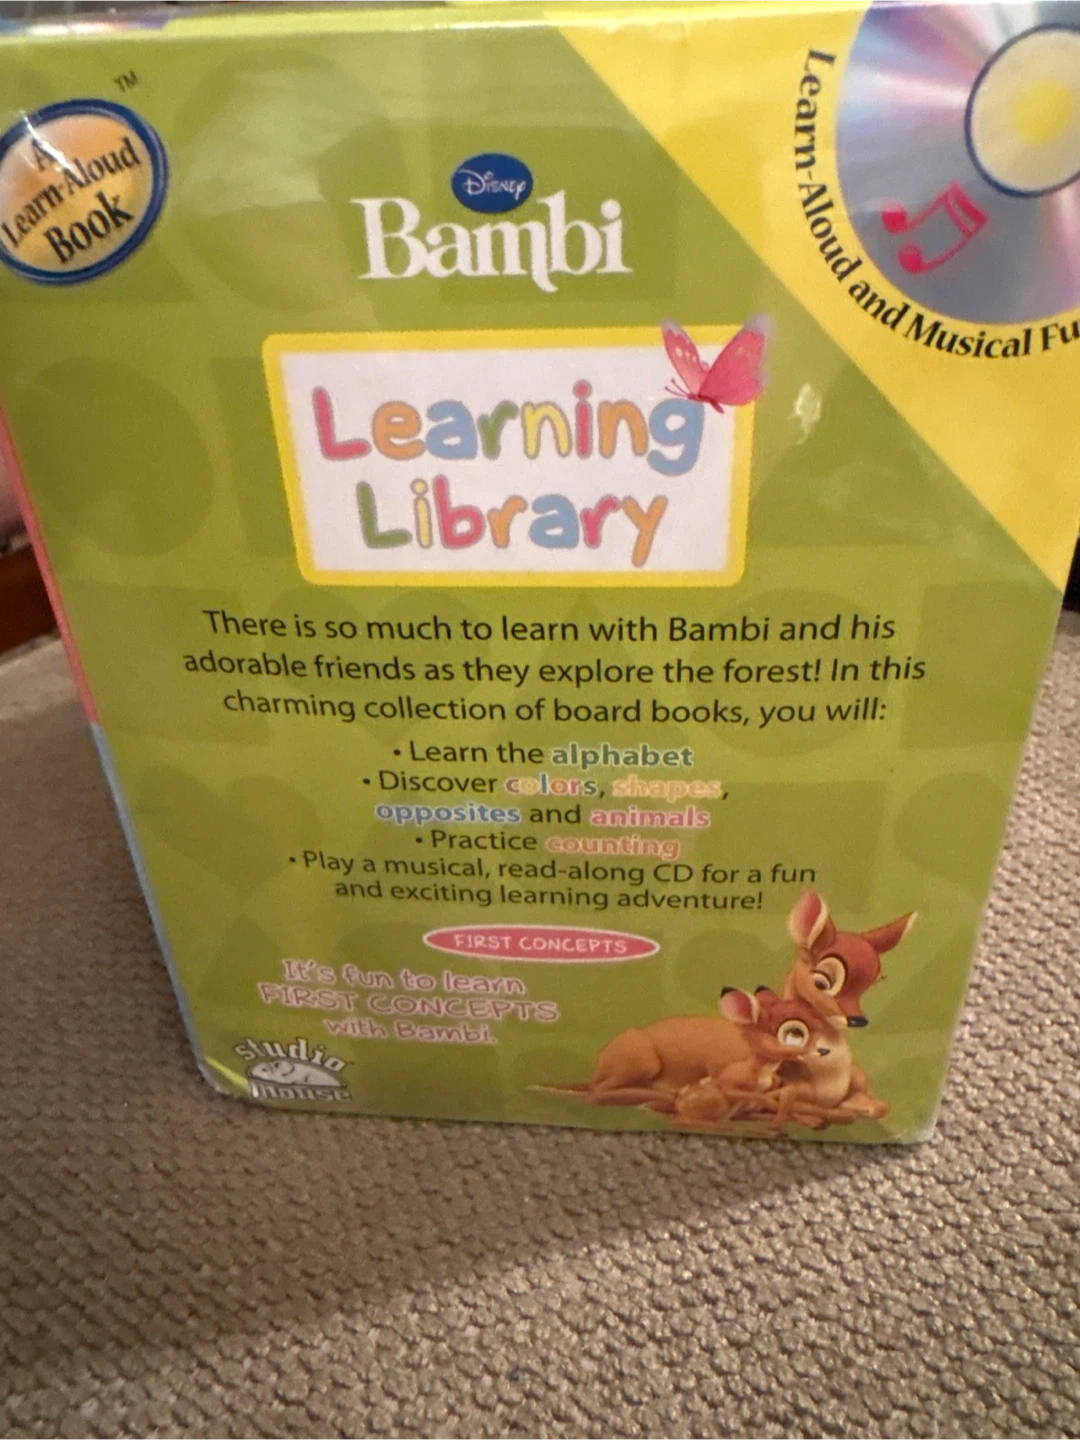 TM
A
Learn-Aloud
Book
Disney
Bambi
Learn-Aloud and Musical Fu
Learning
Library
There is so much to learn with Bambi and his
adorable friends as they explore the forest! In this
charming collection of board books, you will:
• Learn the alphabet
• Discover colors, shapes,
opposites and animals
• Practice counting
• Play a musical, read-along CD for a fun
and exciting learning adventure!
FIRST CONCEPTS
It's fun to learn
FIRST CONCEPTS
with Bambi.
studio
mouse